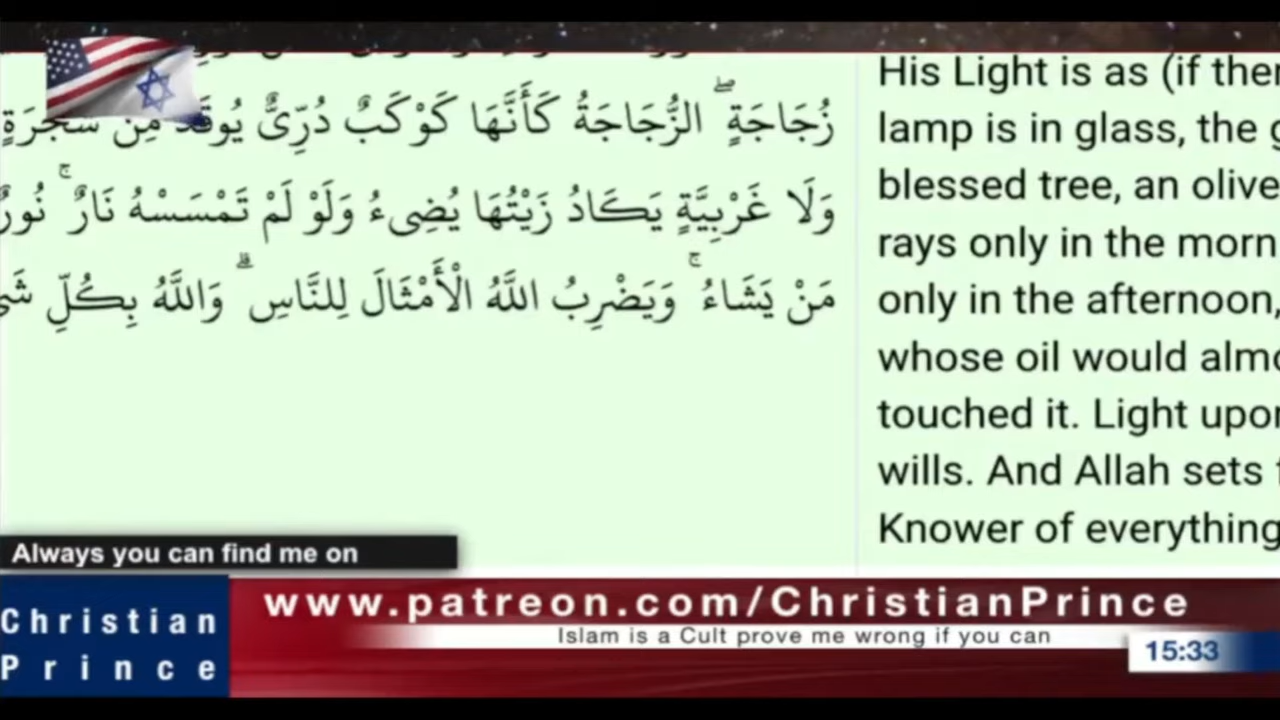 زُجَاجَةٍ ۖ الزُّجَاجَةُ كَأَنَّهَا كَوْكَبٌ دُرِّيٌّ يُوقَدُ مِنْ شَجَرَةٍ
وَلَا غَرْبِيَّةٍ يَكَادُ زَيْتُهَا يُضِيءُ وَلَوْ لَمْ تَمْسَسْهُ نَارٌ ۚ نُورٌ
مَنْ يَشَاءُ ۚ وَيَضْرِبُ اللَّهُ الْأَمْثَالَ لِلنَّاسِ ۗ وَاللَّهُ بِكُلِّ
His Light is as (if
lamp is in glass, the
blessed tree, an olive
rays only in the
only in the afternoon,
whose oil would
touched it. Light
wills. And Allah sets
Knower of everything
Always you can find me on
Christian
Prince
www.patreon.com/ChristianPrince
Islam is a Cult prove me wrong if you can
15:33